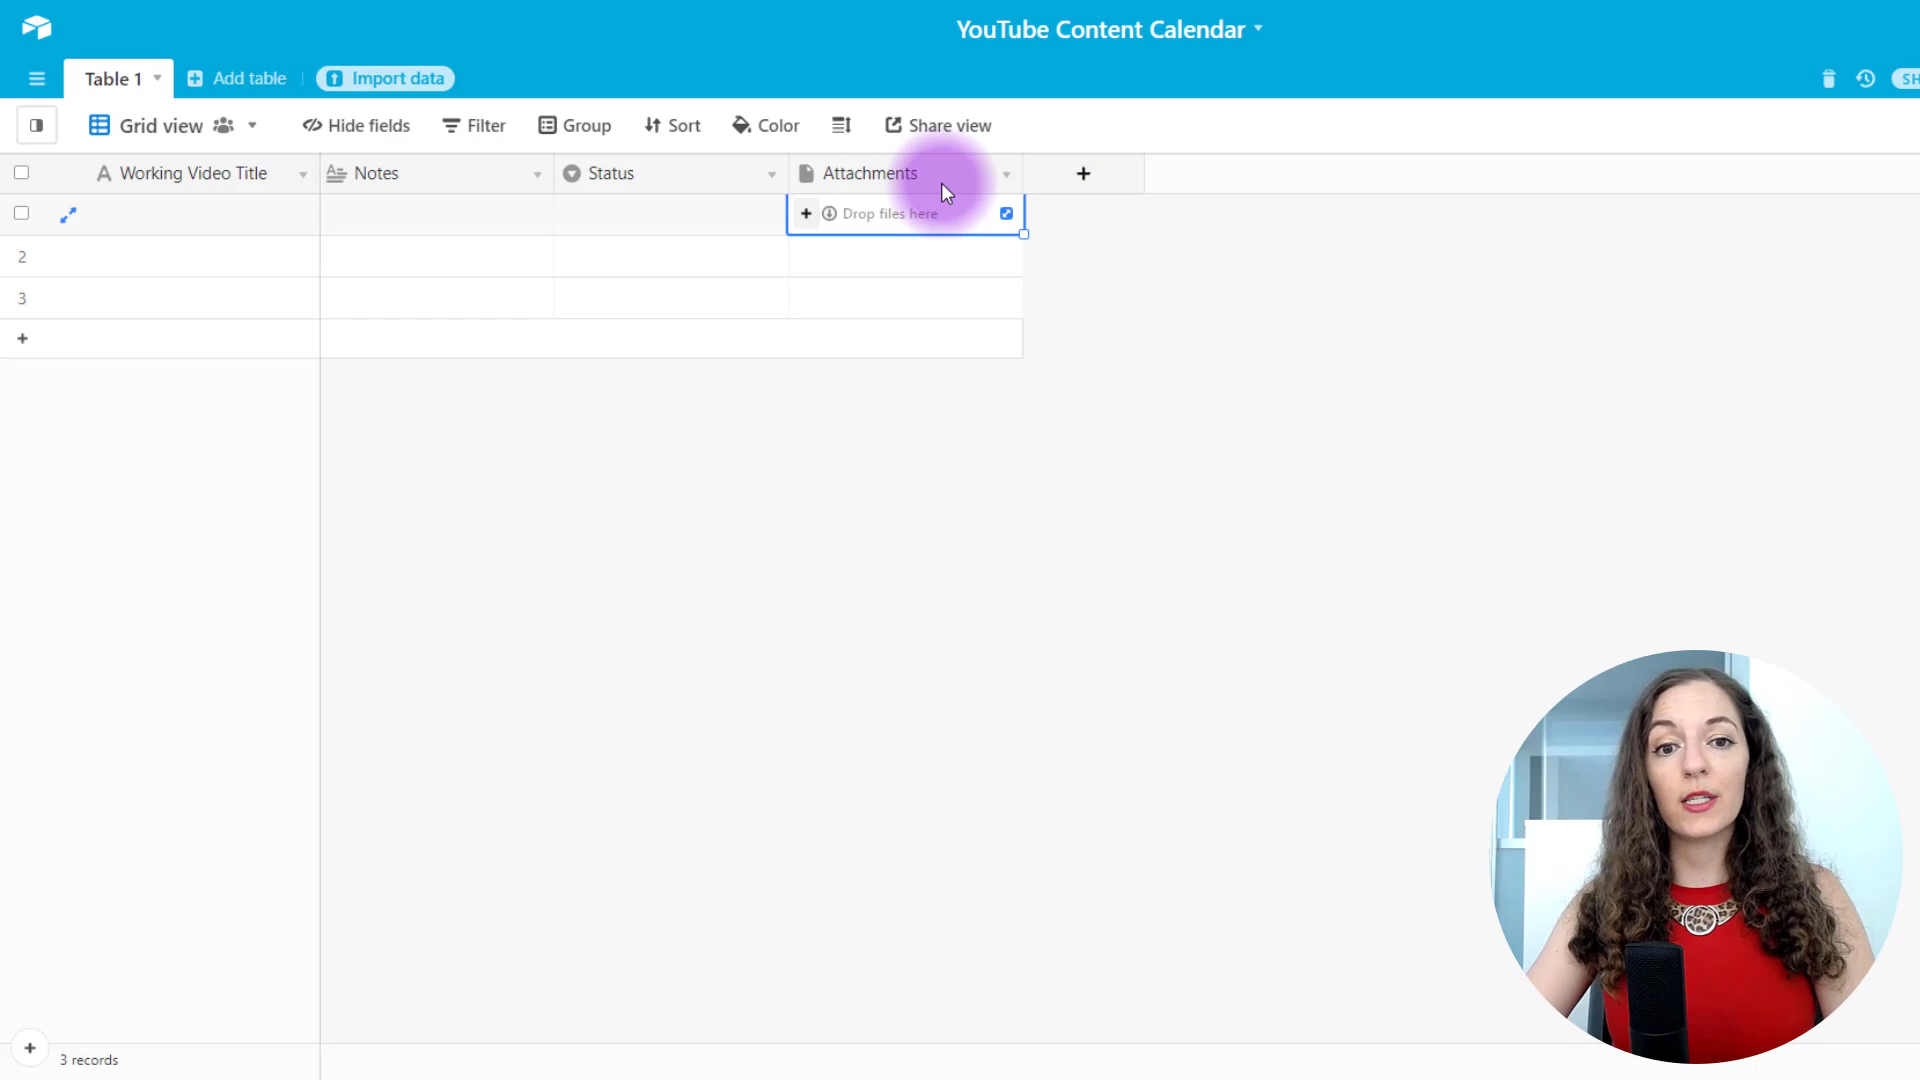 YouTube Content Calendar
Table 1 Add table Import data SH
Grid view Hide fields Filter Group Sort Color Share view
Working Video Title Notes Status Attachments
Drop files here
2
3
3 records